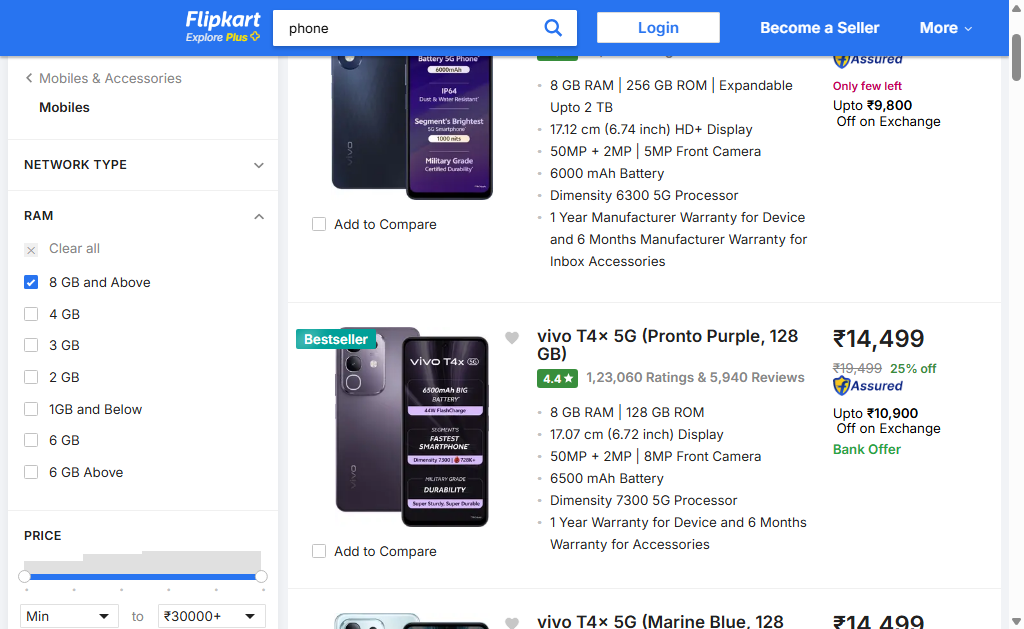 Flipkart
Explore Plus
phone
Login
Become a Seller
More
Mobiles & Accessories
Mobiles
NETWORK TYPE
RAM
Clear all
8 GB and Above
4 GB
3 GB
2 GB
1GB and Below
6 GB
6 GB Above
PRICE
Min
to
₹30000+
Battery 5G Phone
6000mAh
IP64
Dust & Water Resistant
Segment's Brightest
5G Smartphone
1000 nits
Military Grade
Certified Durability
vivo
Add to Compare
8 GB RAM | 256 GB ROM | Expandable
Upto 2 TB
17.12 cm (6.74 inch) HD+ Display
50MP + 2MP | 5MP Front Camera
6000 mAh Battery
Dimensity 6300 5G Processor
1 Year Manufacturer Warranty for Device
and 6 Months Manufacturer Warranty for
Inbox Accessories
Assured
Only few left
Upto ₹9,800
Off on Exchange
Bestseller
vivo T4x 5G
6500mAh BIG
BATTERY
44W FlashCharge
SEGMENT'S
FASTEST
SMARTPHONE
Dimensity 7300 | 728K+
MILITARY GRADE
DURABILITY
Super Sturdy. Super Durable
vivo
Add to Compare
vivo T4x 5G (Pronto Purple, 128
GB)
4.4★ 1,23,060 Ratings & 5,940 Reviews
8 GB RAM | 128 GB ROM
17.07 cm (6.72 inch) Display
50MP + 2MP | 8MP Front Camera
6500 mAh Battery
Dimensity 7300 5G Processor
1 Year Warranty for Device and 6 Months
Warranty for Accessories
₹14,499
₹19,499 25% off
Assured
Upto ₹10,900
Off on Exchange
Bank Offer
vivo T4x 5G (Marine Blue, 128
₹14,499